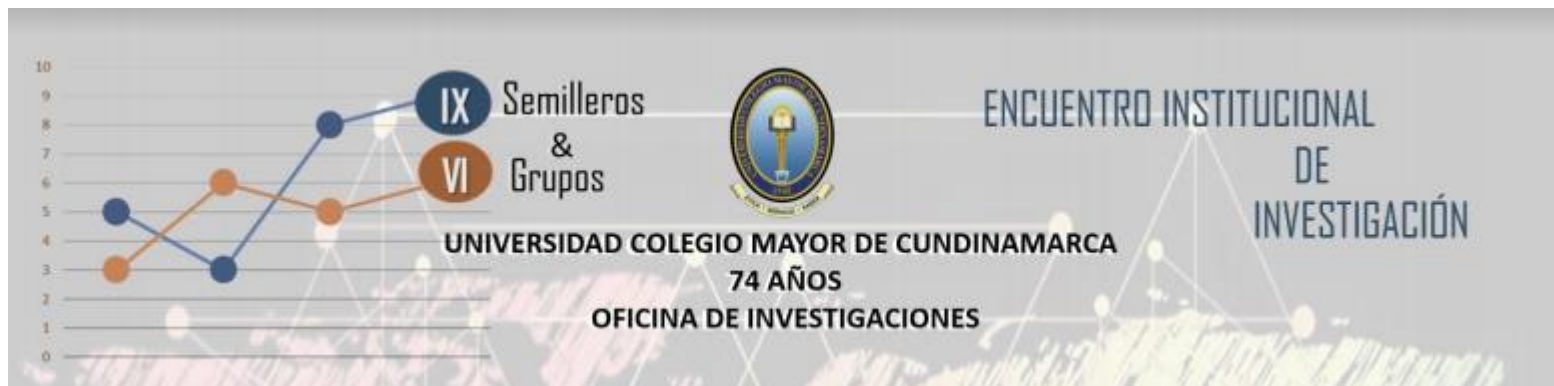 10
9
8
7
6
5
4
3
2
1
0
IX
Semilleros
&
VI
Grupos
ENCUENTRO INSTITUCIONAL
DE
INVESTIGACIÓN
UNIVERSIDAD COLEGIO MAYOR DE CUNDINAMARCA
74 AÑOS
OFICINA DE INVESTIGACIONES